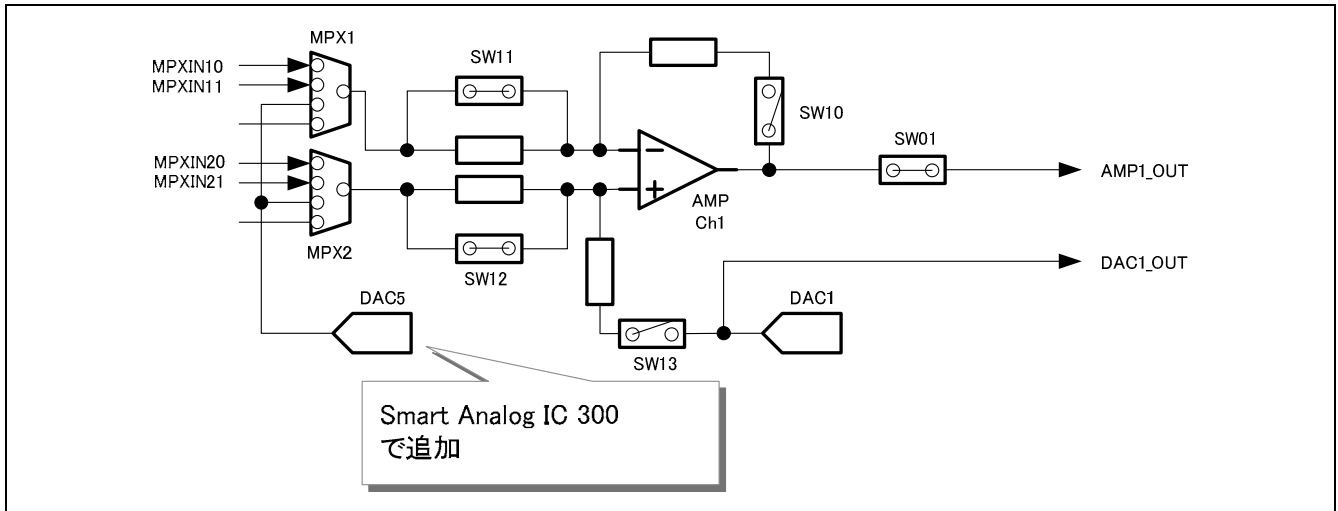 MPX1
SW11
MPXIN10
MPXIN11
SW10
SW01
MPXIN20
MPXIN21
AMP1_OUT
AMP
Ch1
MPX2
SW12
DAC1_OUT
DAC5
DAC1
SW13
Smart Analog IC 300
で追加